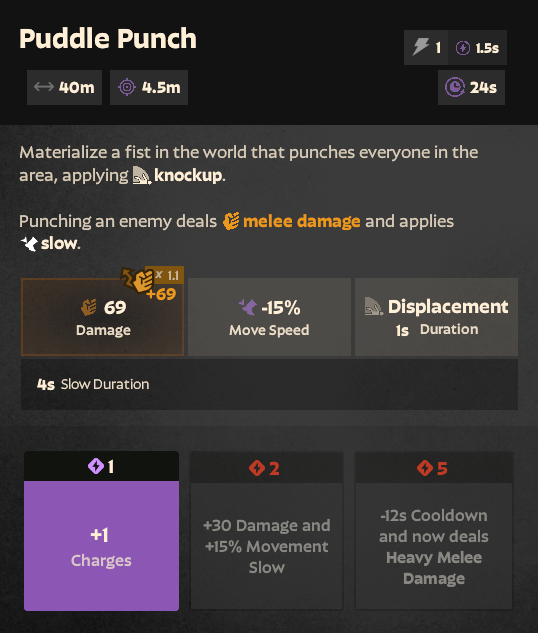 Puddle Punch
1 1.5s
40m 4.5m 24s
Materialize a fist in the world that punches everyone in the
area, applying knockup.
Punching an enemy deals melee damage and applies
slow.
x 1.1
+69
69
Damage
-15%
Move Speed
Displacement
1s Duration
4s Slow Duration
1
+1
Charges
2
+30 Damage and
+15% Movement
Slow
5
-12s Cooldown
and now deals
Heavy Melee
Damage